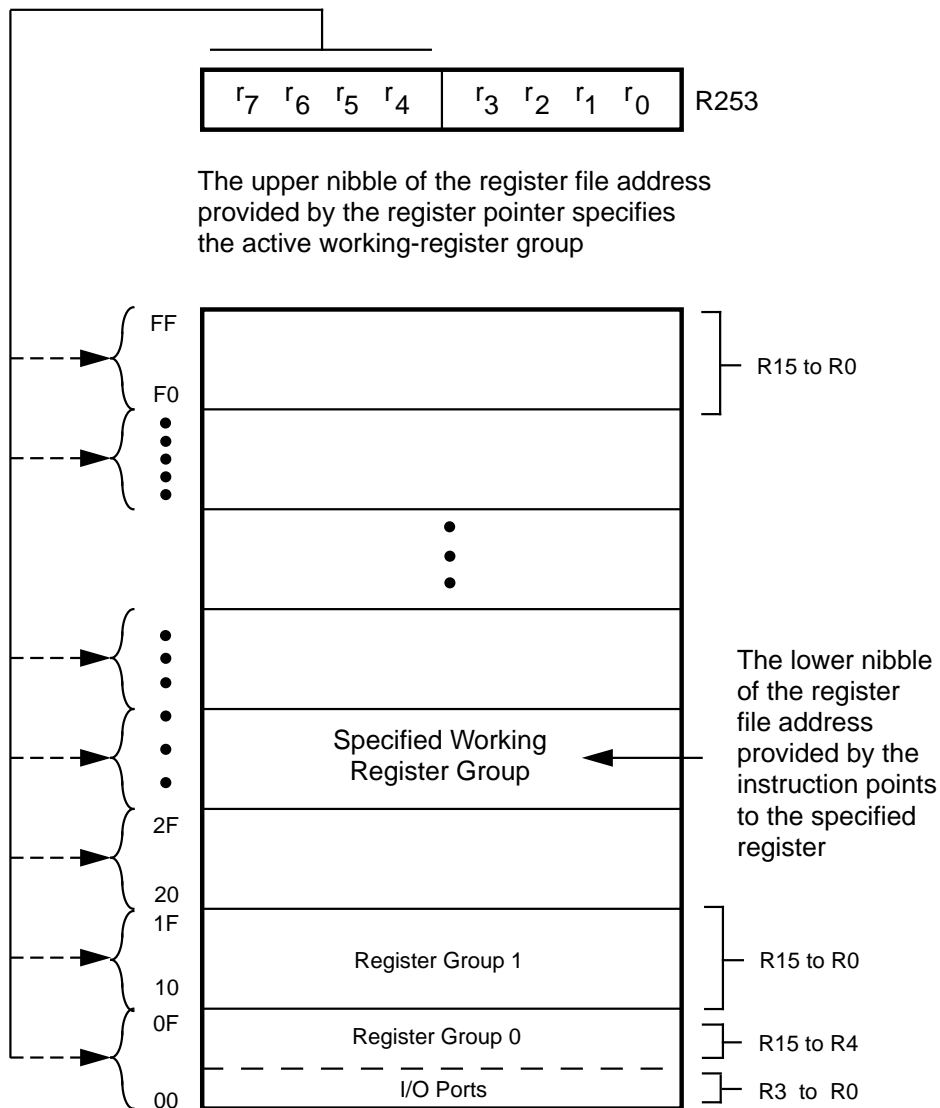 r7 r6 r5 r4 r3 r2 r1 r0 R253
The upper nibble of the register file address
provided by the register pointer specifies
the active working-register group
FF
R15 to R0
F0
The lower nibble
of the register
file address
provided by the
instruction points
to the specified
register
Specified Working
Register Group
2F
20
1F
Register Group 1
R15 to R0
10
0F
Register Group 0
R15 to R4
I/O Ports
R3 to R0
00